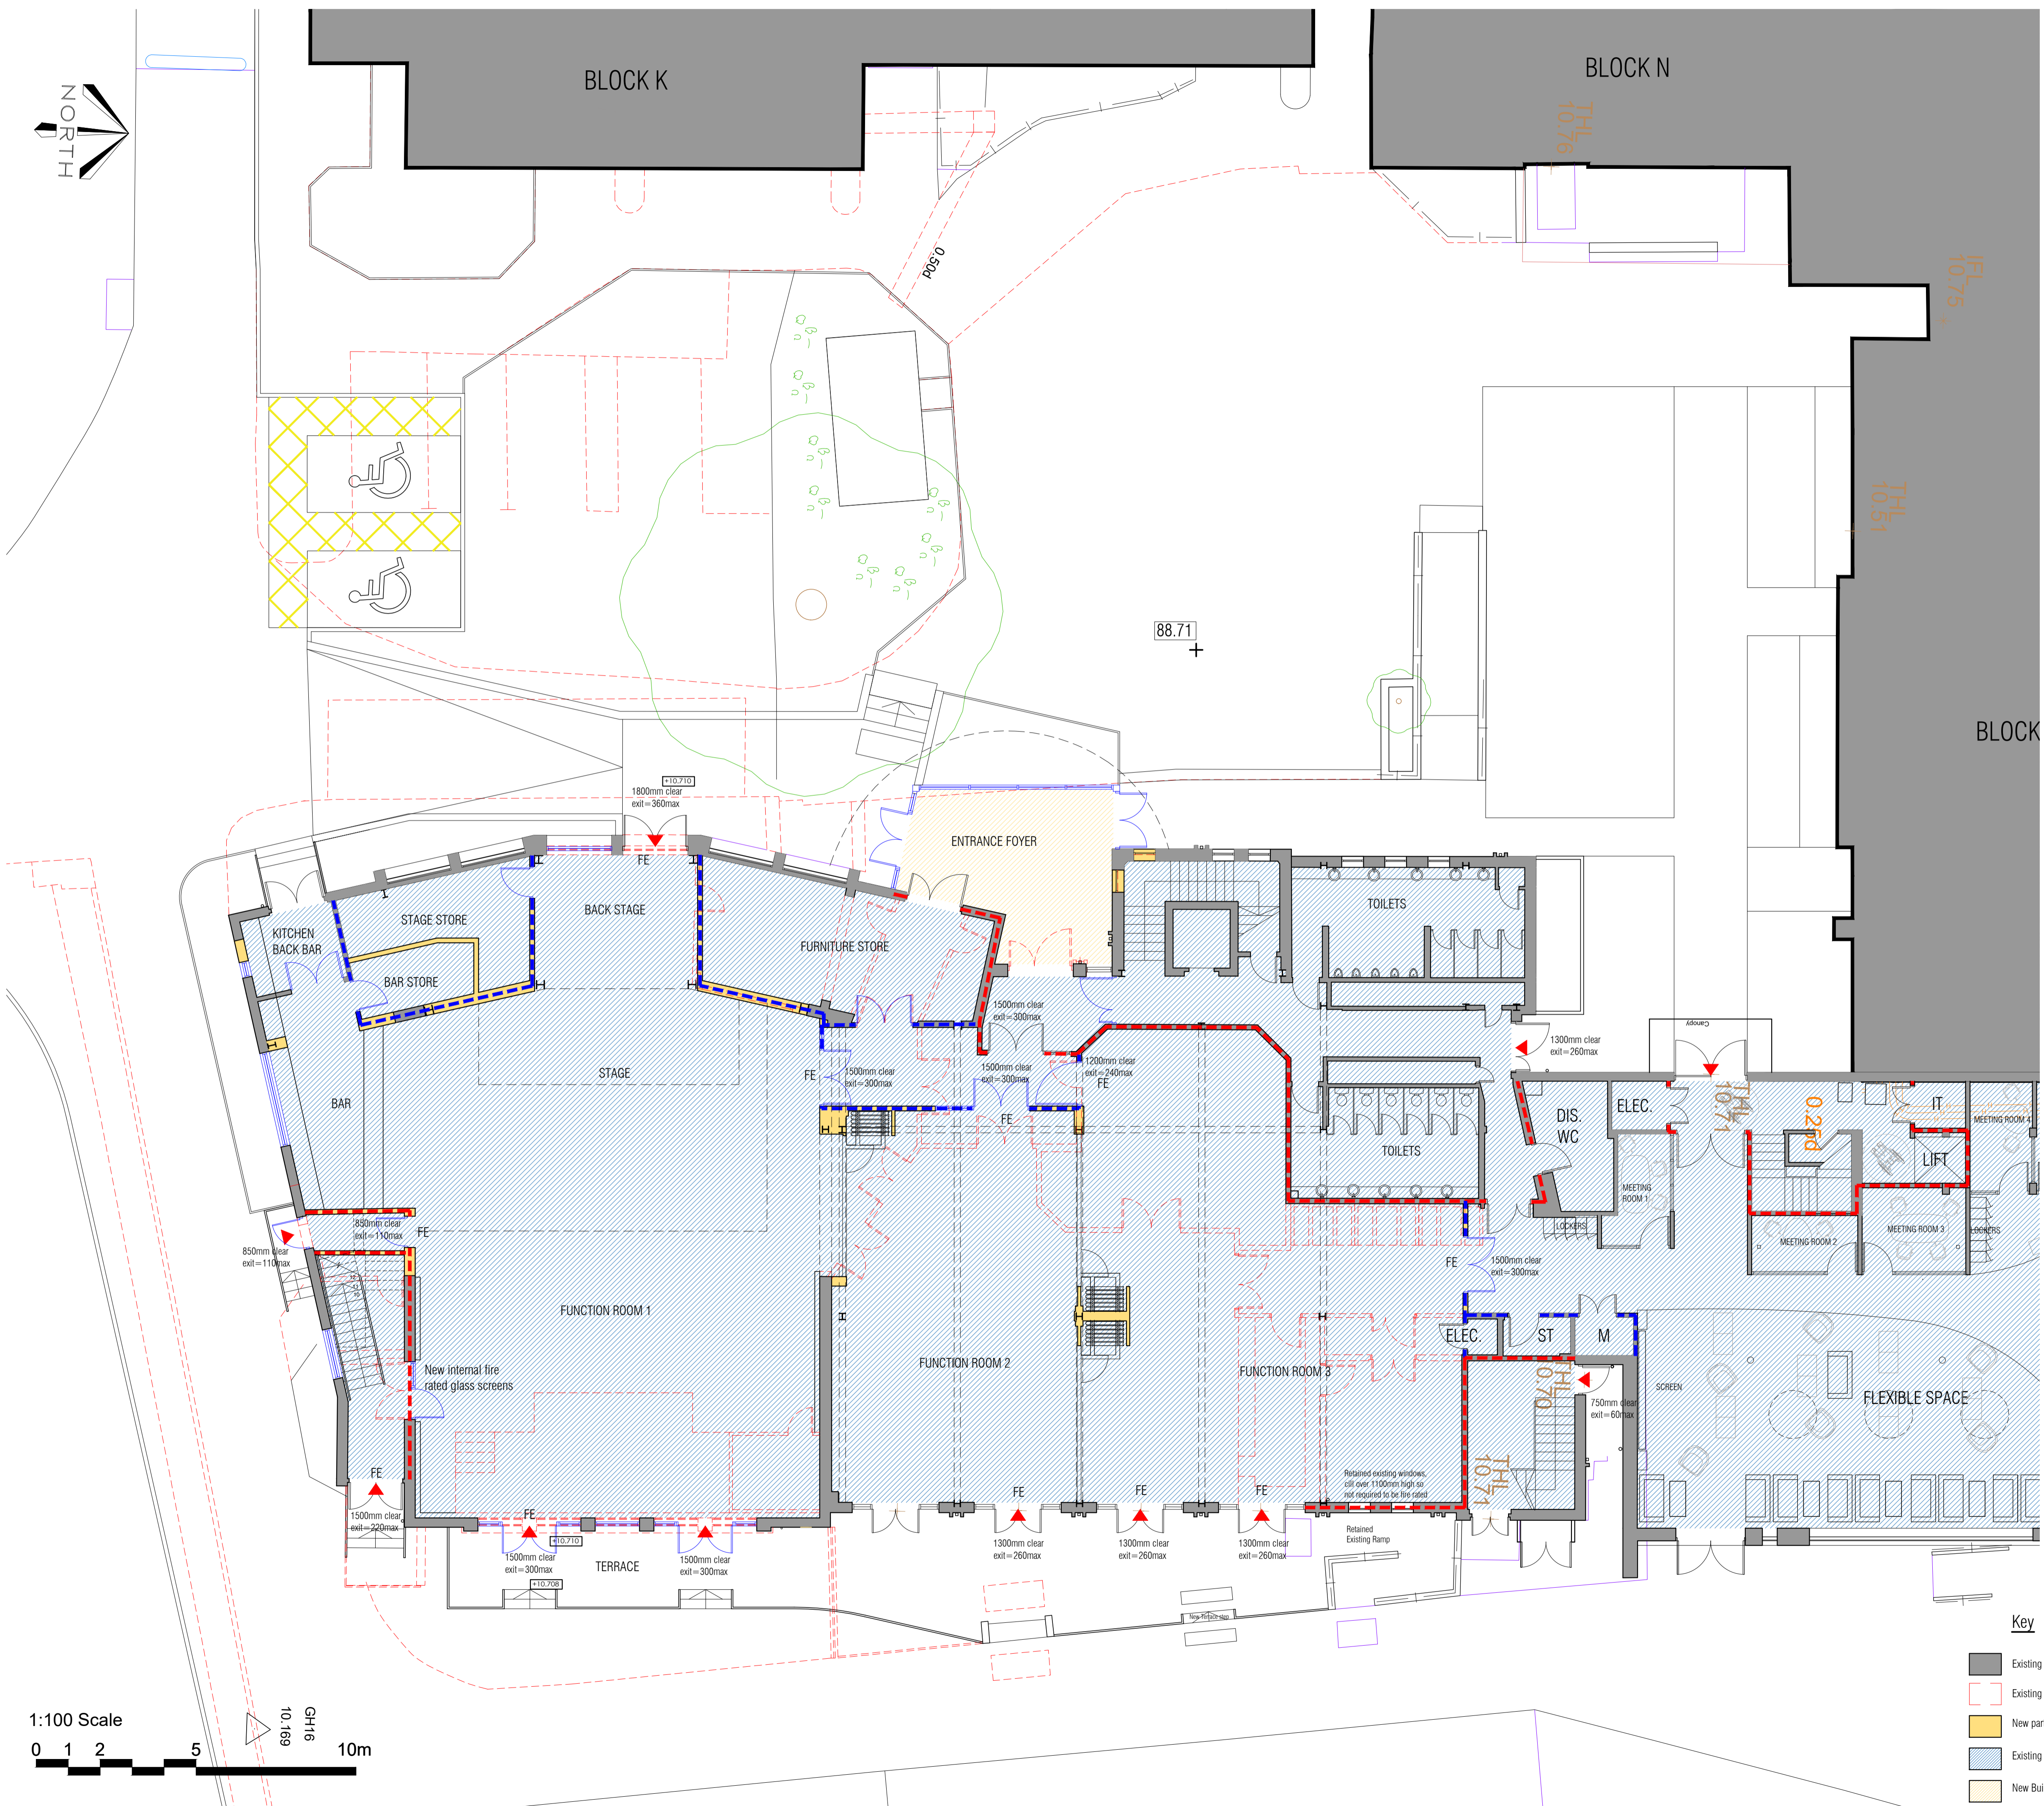 BLOCK K
BLOCK N
NORTH
THL
10.76
IFL
10.75
0.50d
THL
10.51
88.71
BLOCK
+10.710
1800mm clear
exit=360max
FE
ENTRANCE FOYER
TOILETS
STAGE STORE
BACK STAGE
KITCHEN
BACK BAR
FURNITURE STORE
BAR STORE
1500mm clear
exit=300max
Canopy
1300mm clear
exit=260max
STAGE
FE
1500mm clear
exit=300max
1500mm clear
exit=300max
1200mm clear
exit=240max
FE
BAR
FE
DIS.
WC
ELEC.
THL
10.71
0.25d
IT
MEETING ROOM 4
TOILETS
LIFT
MEETING
ROOM 1
850mm clear
exit=110max
FE
850mm clear
exit=110max
LOCKERS
MEETING ROOM 2
MEETING ROOM 3
LOCKERS
FE
1500mm clear
exit=300max
FUNCTION ROOM 1
ELEC.
ST
M
FUNCTION ROOM 2
FUNCTION ROOM 3
New internal fire
rated glass screens
THL
10.70
750mm clear
exit=60max
SCREEN
FLEXIBLE SPACE
Retained existing windows,
cill over 1100mm high so
not required to be fire rated
THL
10.71
FE
1500mm clear
exit=220max
FE
FE
FE
FE
+10.710
1500mm clear
exit=300max
TERRACE
1500mm clear
exit=300max
+10.708
1300mm clear
exit=260max
1300mm clear
exit=260max
1300mm clear
exit=260max
Retained
Existing Ramp
New Terrace step
Key
Existing
Existing
New par
Existing
New Bui
GH16
10.169
1:100 Scale
0 1 2 5 10m